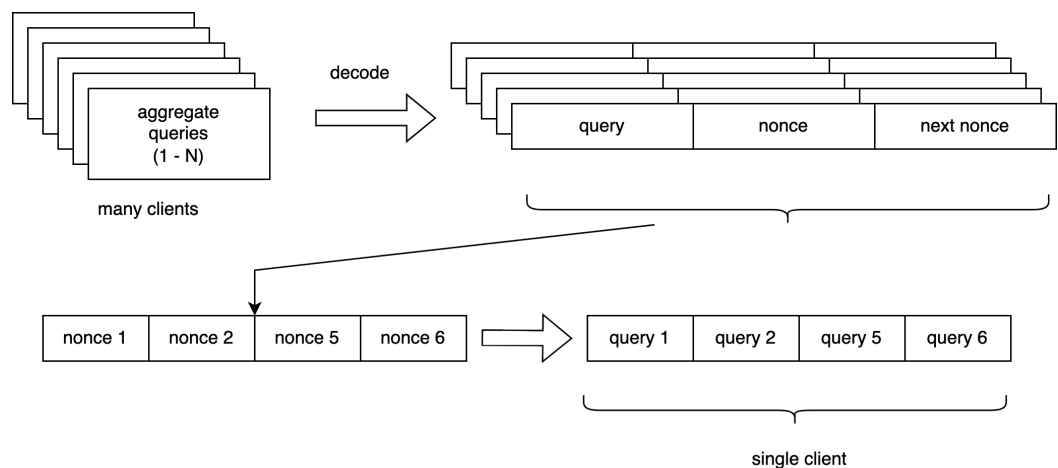 decode
aggregate
queries
(1 - N)
query nonce next nonce
many clients
nonce 1 nonce 2 nonce 5 nonce 6
query 1 query 2 query 5 query 6
single client